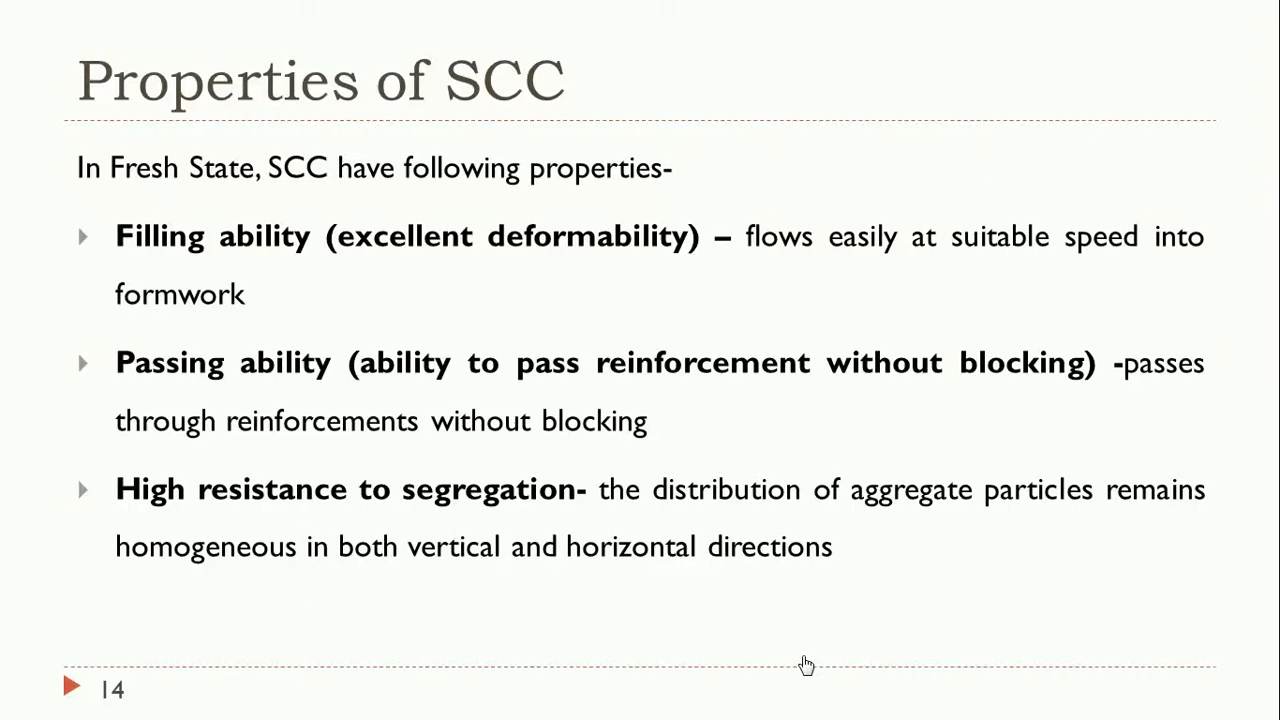 Properties of SCC
In Fresh State, SCC have following properties-
Filling ability (excellent deformability) – flows easily at suitable speed into
formwork
Passing ability (ability to pass reinforcement without blocking) -passes
through reinforcements without blocking
High resistance to segregation- the distribution of aggregate particles remains
homogeneous in both vertical and horizontal directions
14